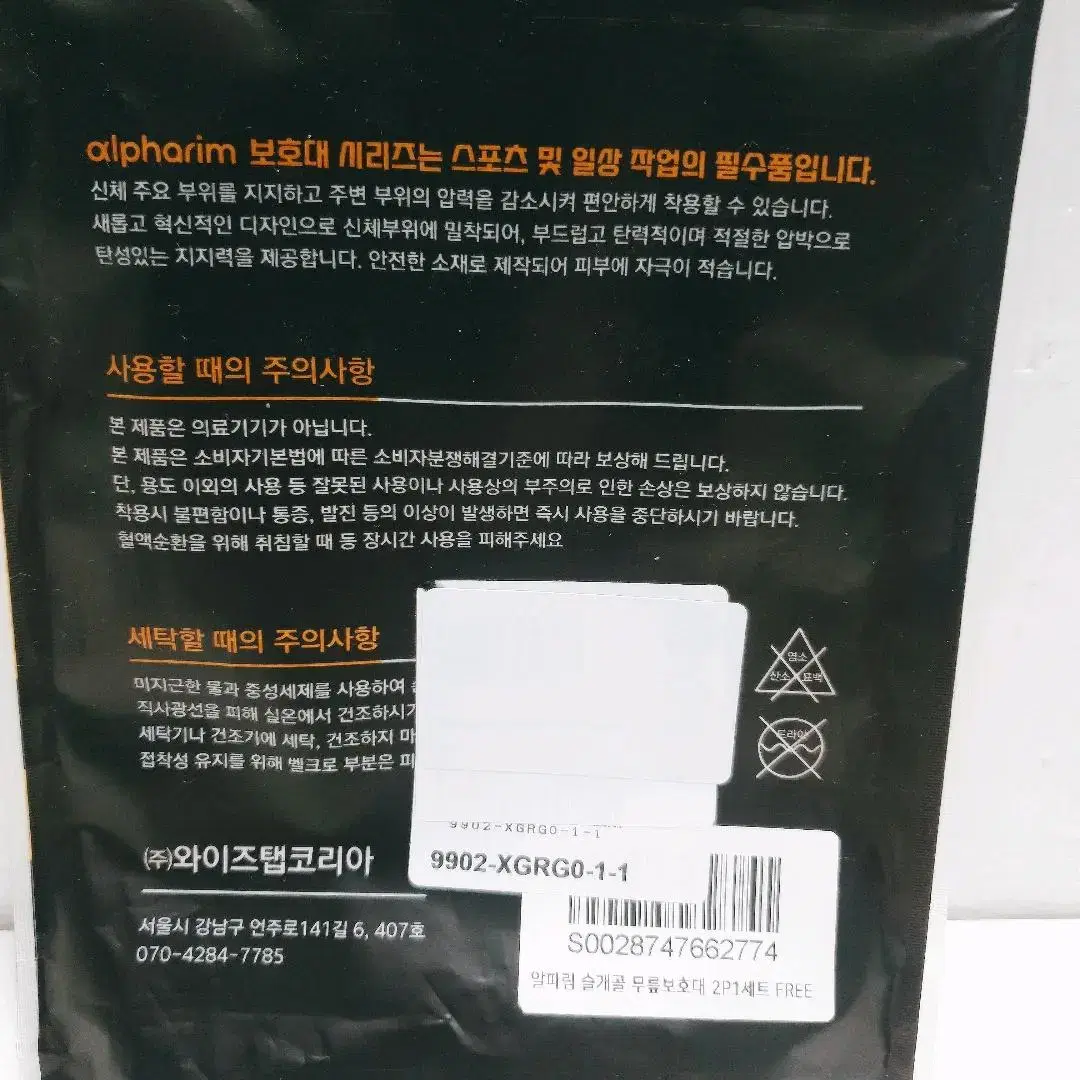 alpharim 보호대 시리즈는 스포츠 및 일상 작업의 필수품입니다.
신체 주요 부위를 지지하고 주변 부위의 압력을 감소시켜 편안하게 착용할 수 있습니다.
새롭고 혁신적인 디자인으로 신체부위에 밀착되어, 부드럽고 탄력적이며 적절한 압박으로
탄성있는 지지력을 제공합니다. 안전한 소재로 제작되어 피부에 자극이 적습니다.
사용할 때의 주의사항
본 제품은 의료기기가 아닙니다.
본 제품은 소비자기본법에 따른 소비자분쟁해결기준에 따라 보상해 드립니다.
단, 용도 이외의 사용 등 잘못된 사용이나 사용상의 부주의로 인한 손상은 보상하지 않습니다.
착용시 불편함이나 통증, 발진 등의 이상이 발생하면 즉시 사용을 중단하시기 바랍니다.
혈액순환을 위해 취침할 때 등 장시간 사용을 피해주세요
세탁할 때의 주의사항
미지근한 물과 중성세제를 사용하여
직사광선을 피해 실온에서 건조하시기
세탁기나 건조기에 세탁, 건조하지
접착성 유지를 위해 벨크로 부분은
염소
산소 표백
드라이
(주)와이즈탭코리아
서울시 강남구 언주로141길 6, 407호
070-4284-7785
9902-XGRG0-1-1
9902-XGRG0-1-1
S0028747662774
알파림 슬개골 무릎보호대 2P1세트 FREE